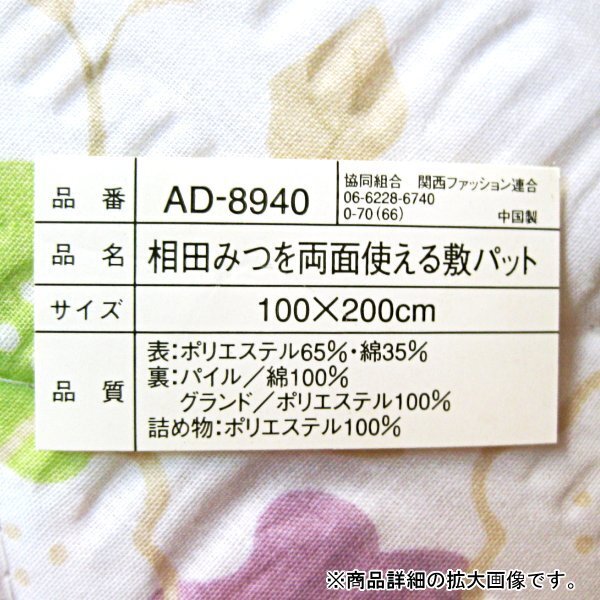 品番 AD-8940 協同組合 関西ファッション連合
06-6228-6740
0-70(66) 中国製
品名 相田みつを両面使える敷パット
サイズ 100×200cm
品質 表:ポリエステル65%・綿35%
裏:パイル/綿100%
グランド/ポリエステル100%
詰め物:ポリエステル100%
※商品詳細の拡大画像です。